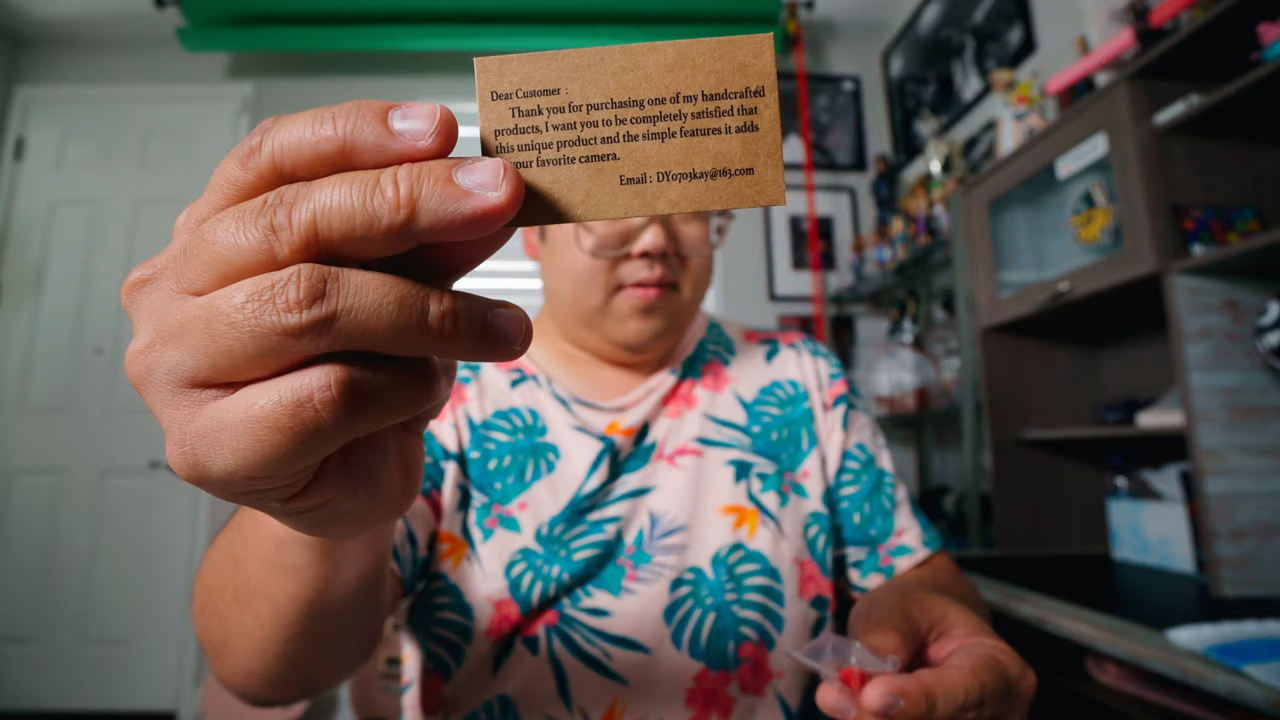 Dear Customer :
Thank you for purchasing one of my handcrafted
products, I want you to be completely satisfied that
this unique product and the simple features it adds
your favorite camera.
Email : DY0703kay@163.com